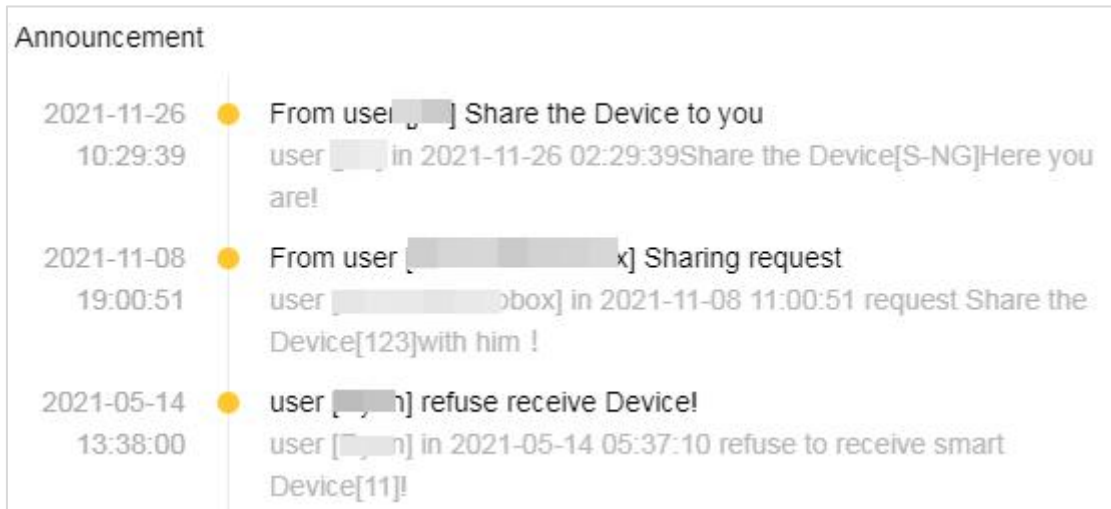 Announcement
2021-11-26
From user ] Share the Device to you
10:29:39
user in 2021-11-26 02:29:39Share the Device[S-NG]Here you
are!
2021-11-08
From user [ x] Sharing request
19:00:51
user [ obox] in 2021-11-08 11:00:51 request Share the
Device[123]with him !
2021-05-14
user [ n] refuse receive Device!
13:38:00
user [ n] in 2021-05-14 05:37:10 refuse to receive smart
Device[11]!